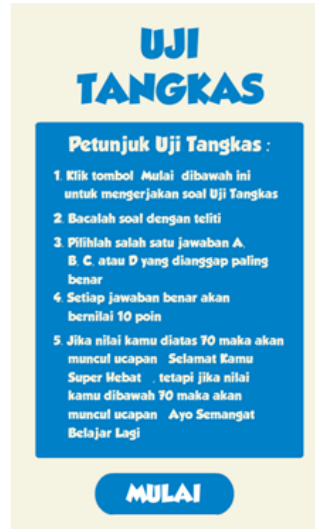 UJI
TANGKAS
Petunjuk Uji Tangkas :
1. Klik tombol Mulai dibawah ini
untuk mengerjakan soal Uji Tangkas
2. Bacalah soal dengan teliti
3. Pilihlah salah satu jawaban A,
B, C, atau D yang dianggap paling
benar
4. Setiap jawaban benar akan
bernilai 10 poin
5. Jika nilai kamu diatas 70 maka akan
muncul ucapan Selamat Kamu
Super Hebat , tetapi jika nilai
kamu dibawah 70 maka akan
muncul ucapan Ayo Semangat
Belajar Lagi
MULAI